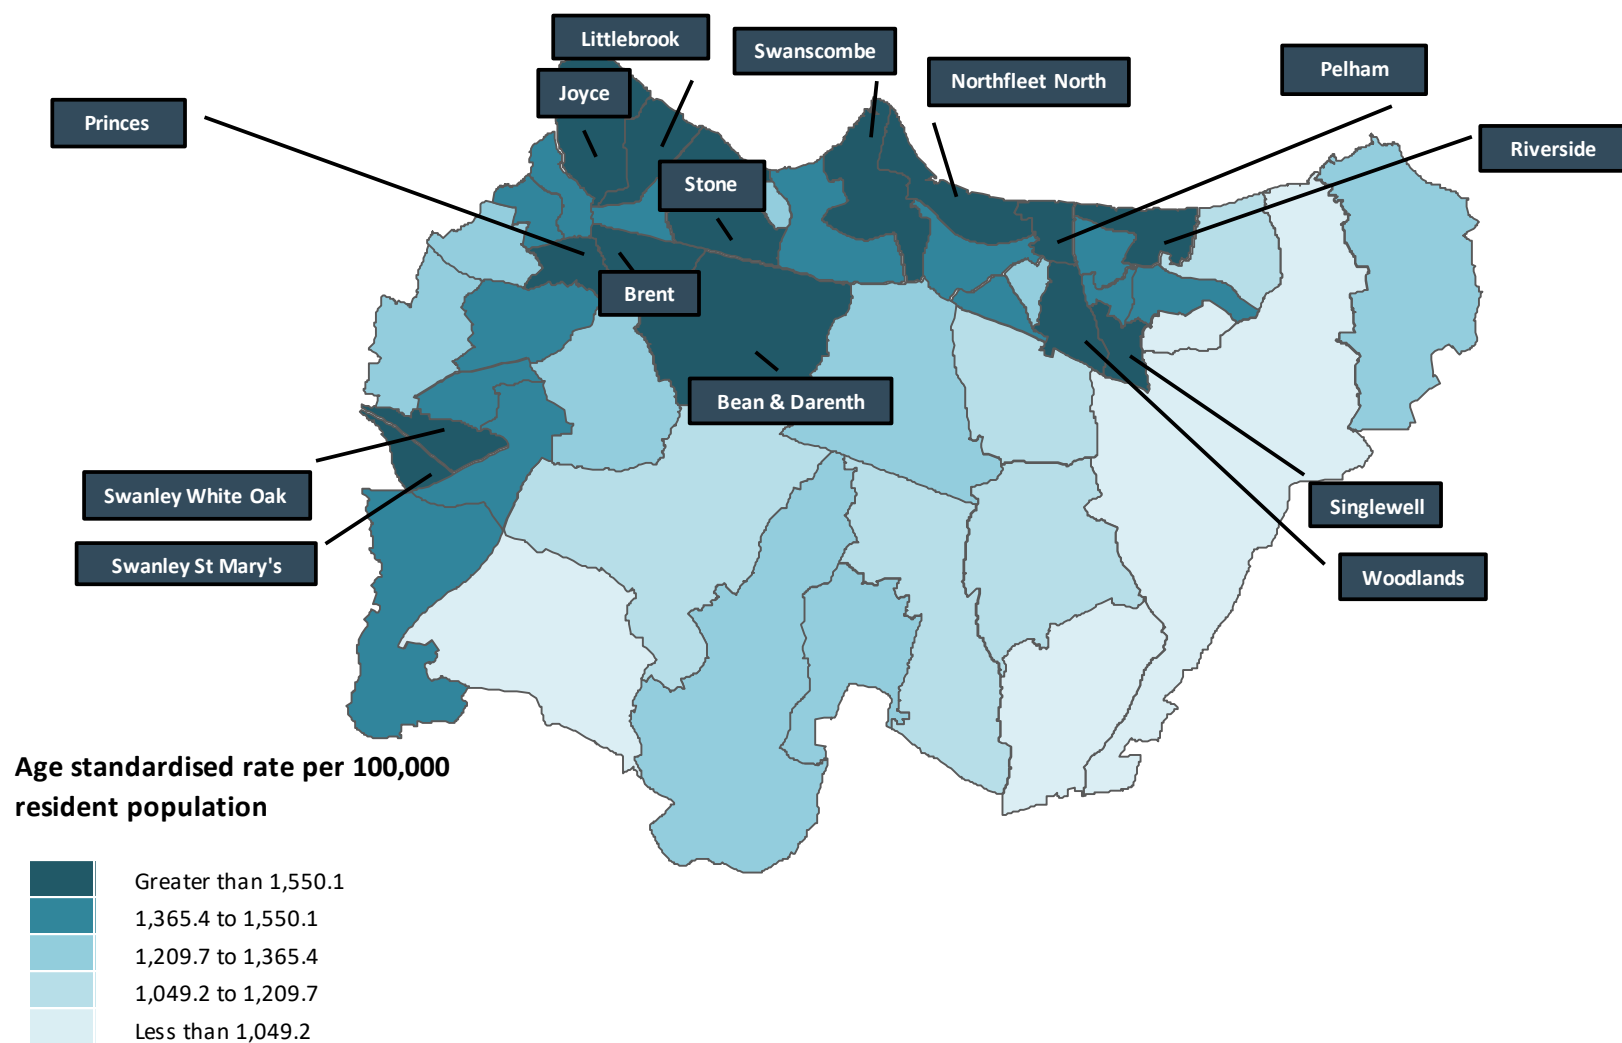 Littlebrook
Swanscombe
Pelham
Northfleet North
Joyce
Princes
Riverside
Stone
Brent
Bean & Darenth
Swanley White Oak
Singlewell
Swanley St Mary's
Woodlands
Age standardised rate per 100,000
resident population
Greater than 1,550.1
1,365.4 to 1,550.1
1,209.7 to 1,365.4
1,049.2 to 1,209.7
Less than 1,049.2